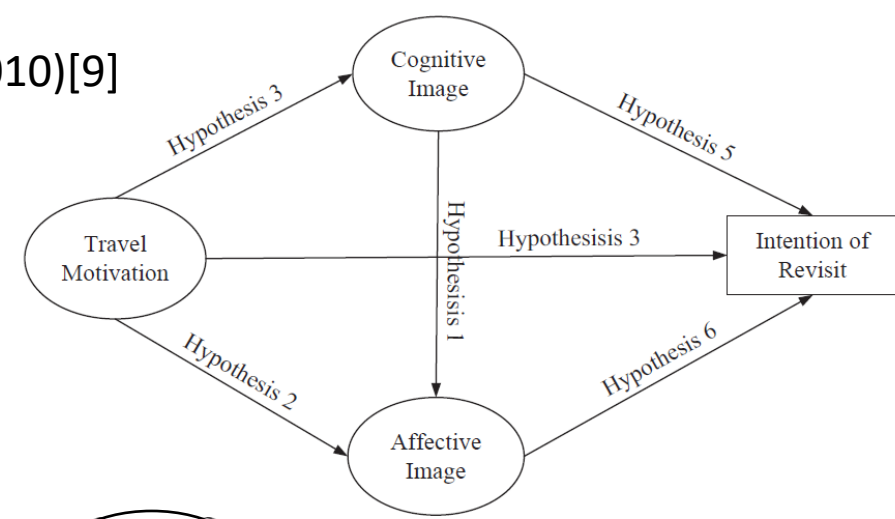 010)[9]
Cognitive
Image
Hypothesis 3
Hypothesis 5
Travel
Motivation
Hypothesisis 1
Hypothesisis 3
Intention of
Revisit
Hypothesis 2
Hypothesis 6
Affective
Image